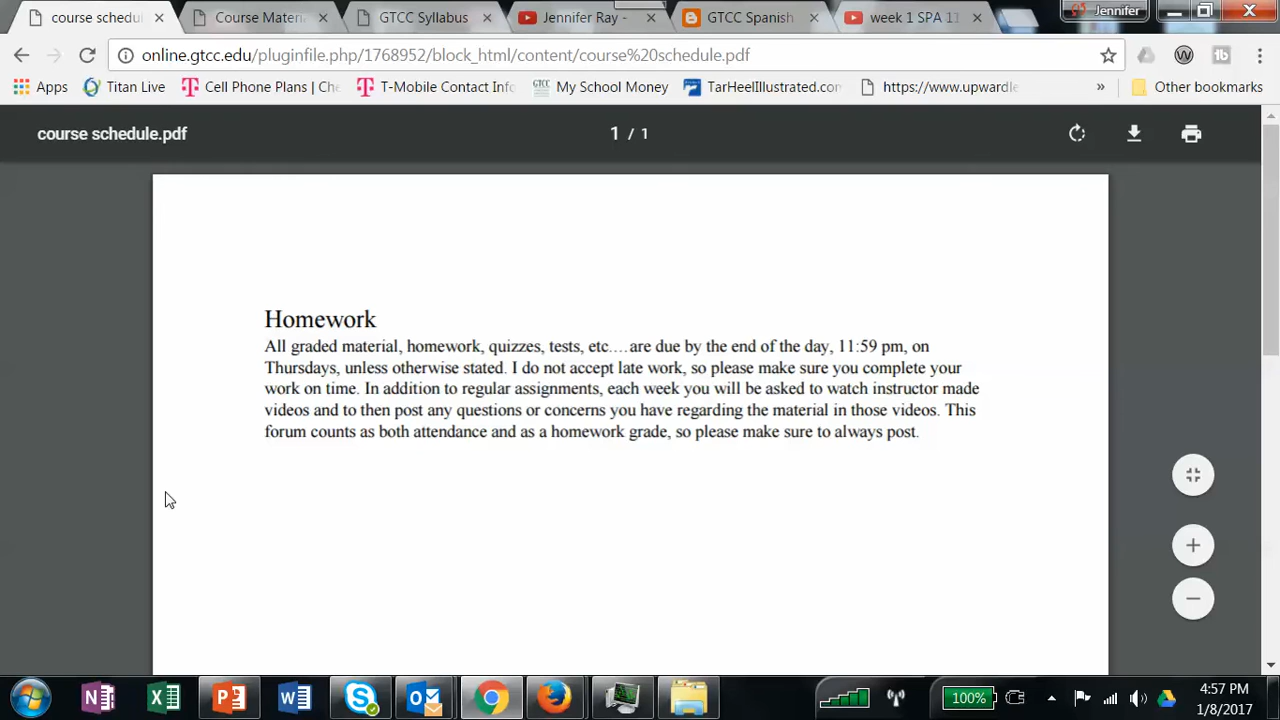 course schedul
Course Materi
GTCC Syllabus
Jennifer Ray -
GTCC Spanish
week 1 SPA 11
Jennifer
online.gtcc.edu/pluginfile.php/1768952/block_html/content/course%20schedule.pdf
Apps
Titan Live
Cell Phone Plans | Che
T-Mobile Contact Info
My School Money
TarHeelIllustrated.com
https://www.upwardle
»
Other bookmarks
course schedule.pdf
1 / 1
Homework
All graded material, homework, quizzes, tests, etc.…are due by the end of the day, 11:59 pm, on
Thursdays, unless otherwise stated. I do not accept late work, so please make sure you complete your
work on time. In addition to regular assignments, each week you will be asked to watch instructor made
videos and to then post any questions or concerns you have regarding the material in those videos. This
forum counts as both attendance and as a homework grade, so please make sure to always post.
100%
4:57 PM
1/8/2017